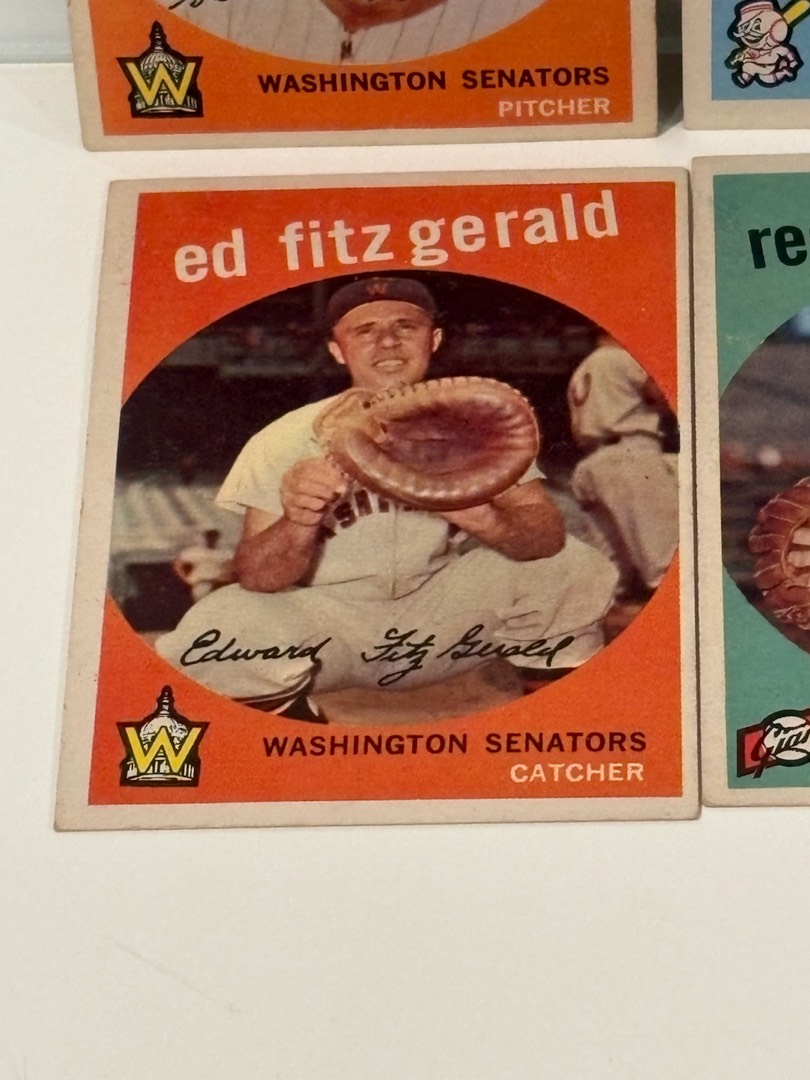 W
WASHINGTON SENATORS
PITCHER
ed fitz gerald
re
W
Edward Fitz Gerald
W
WASHINGTON SENATORS
CATCHER